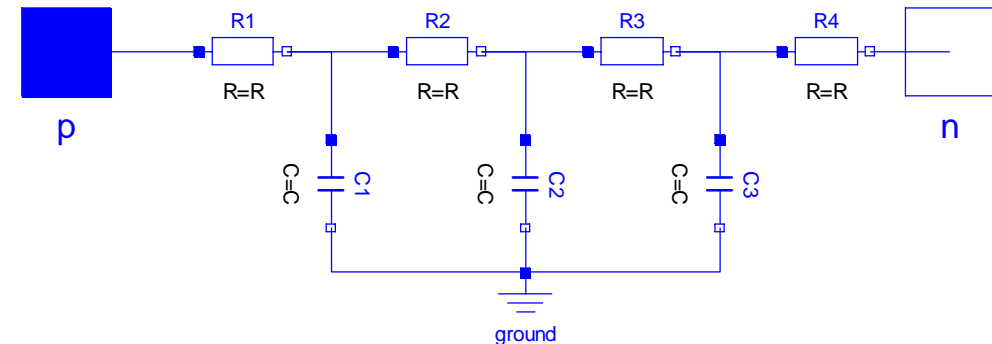 R1 R2 R3 R4
R=R R=R R=R R=R
p n
C=C C1 C=C C2 C=C C3
ground